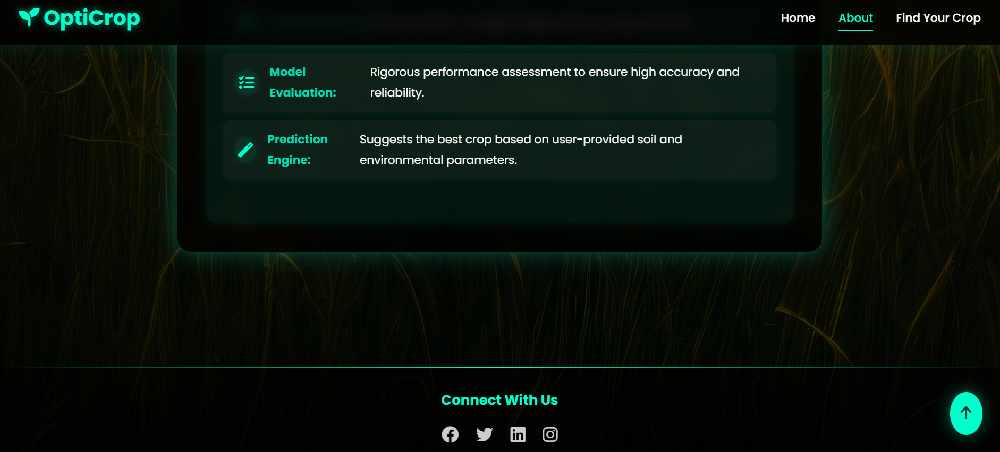 OptiCrop
Home
About
Find Your Crop
Model
Evaluation:
Rigorous performance assessment to ensure high accuracy and
reliability.
Prediction
Engine:
Suggests the best crop based on user-provided soil and
environmental parameters.
Connect With Us